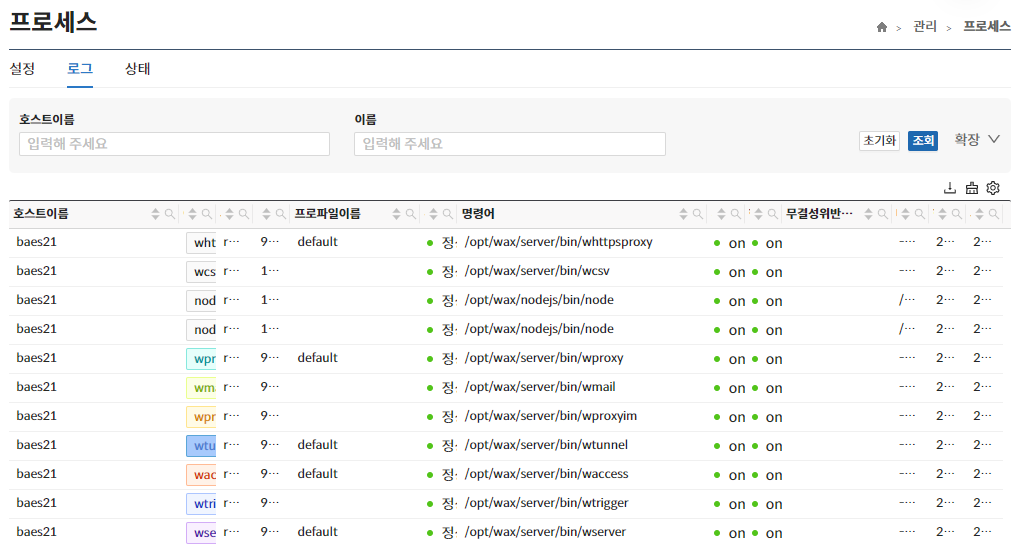 프로세스
> 관리 > 프로세스
설정 로그 상태
호스트이름 이름
입력해 주세요 입력해 주세요 초기화 조회 확장
호스트이름 프로파일이름 명령어 무결성위반···
baes21 wht r··· 9··· default 정 /opt/wax/server/bin/whttpsproxy on on -··· 2··· 2···
baes21 wcs r··· 1··· 정 /opt/wax/server/bin/wcsv on on -··· 2··· 2···
baes21 nod r··· 1··· 정 /opt/wax/nodejs/bin/node on on /··· 2··· 2···
baes21 nod r··· 1··· 정 /opt/wax/nodejs/bin/node on on /··· 2··· 2···
baes21 wpr r··· 9··· default 정 /opt/wax/server/bin/wproxy on on -··· 2··· 2···
baes21 wma r··· 9··· 정 /opt/wax/server/bin/wmail on on -··· 2··· 2···
baes21 wpr r··· 9··· 정 /opt/wax/server/bin/wproxyim on on -··· 2··· 2···
baes21 wtu r··· 9··· default 정 /opt/wax/server/bin/wtunnel on on -··· 2··· 2···
baes21 wac r··· 9··· default 정 /opt/wax/server/bin/waccess on on -··· 2··· 2···
baes21 wtri r··· 9··· 정 /opt/wax/server/bin/wtrigger on on -··· 2··· 2···
baes21 wse r··· 9··· default 정 /opt/wax/server/bin/wserver on on -··· 2··· 2···